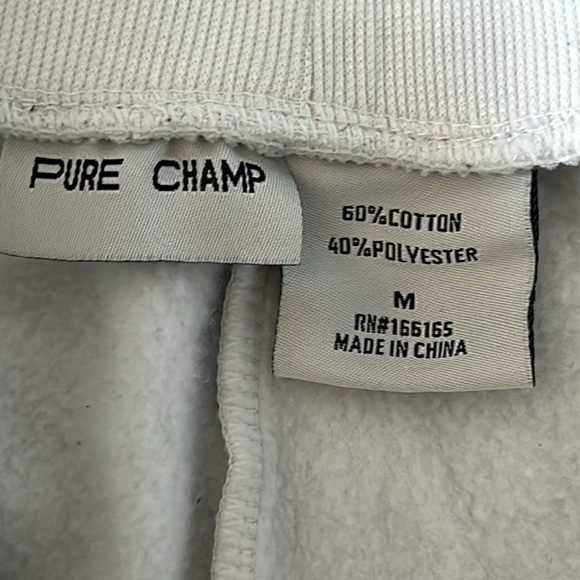 PURE CHAMP
60%COTTON
40%POLYESTER
M
RN#166165
MADE IN CHINA